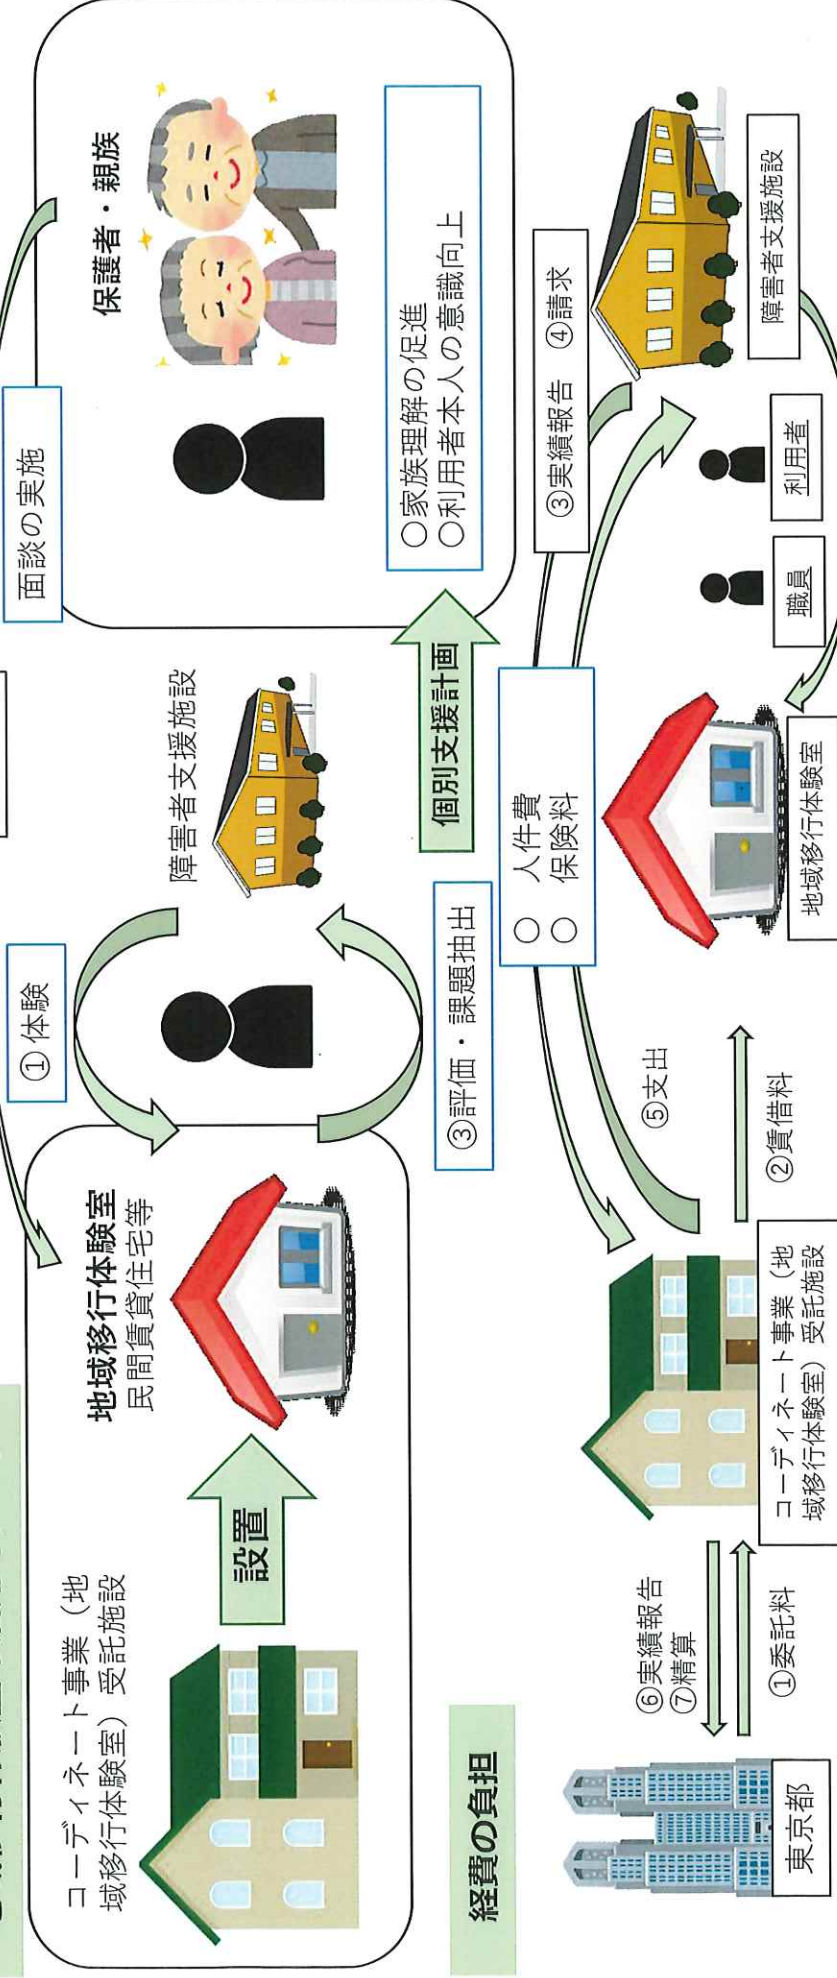 面談の実施
保護者・親族
○家族理解の促進
○利用者本人の意識向上
①体験
障害者支援施設
③評価・課題抽出
個別支援計画
地域移行体験室
民間賃貸住宅等
コーディネート事業（地
域移行体験室）受託施設
設置
経費の負担
東京都
⑥実績報告
⑦精算
①委託料
コーディネート事業（地
域移行体験室）受託施設
⑤支出
②賃借料
○ 人件費
○ 保険料
③実績報告 ④請求
地域移行体験室
職員
利用者
障害者支援施設